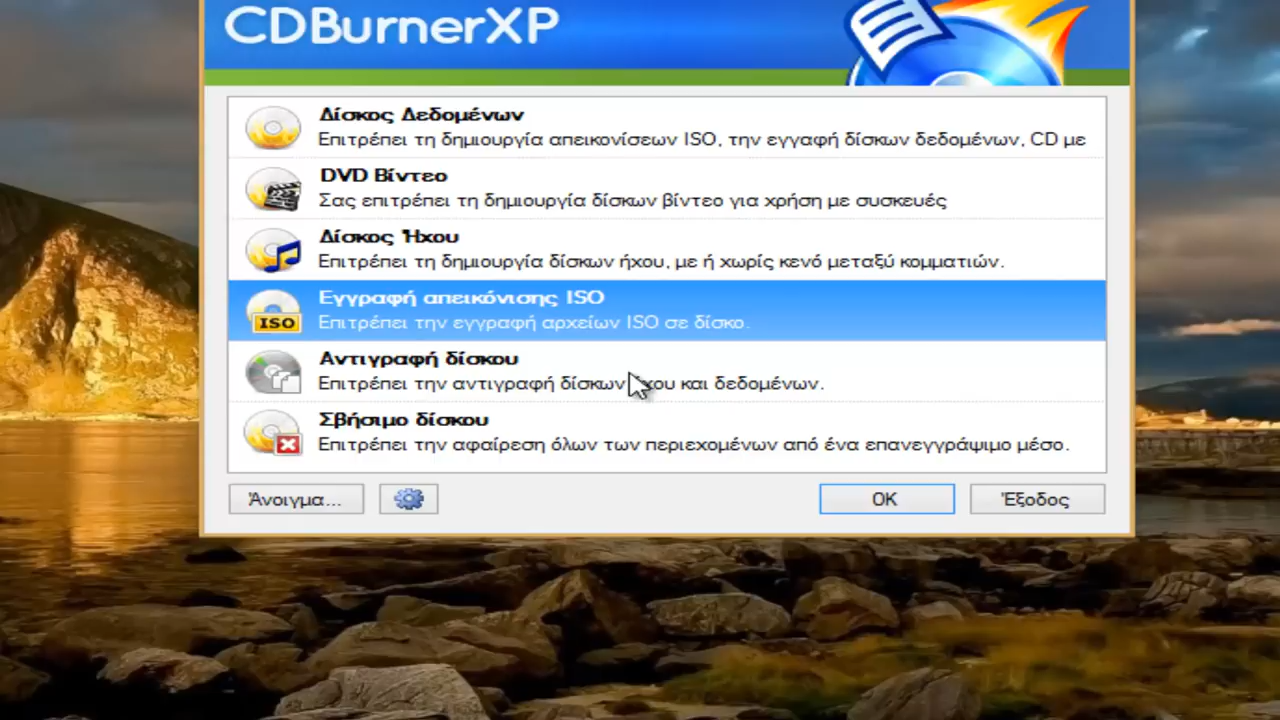 CDBurnerXP
Δίσκος Δεδομένων
Επιτρέπει τη δημιουργία απεικονίσεων ISO, την εγγαφή δίσκων δεδομένων, CD με
DVD Βίντεο
Σας επιτρέπει τη δημιουργία δίσκων βίντεο για χρήση με συσκευές
Δίσκος Ήχου
Επιτρέπει τη δημιουργία δίσκων ήχου, με ή χωρίς κενό μεταξύ κομματιών.
Εγγραφή απεικόνισης ISO
ISO
Επιτρέπει την εγγραφή αρχείων ISO σε δίσκο.
Αντιγραφή δίσκου
Επιτρέπει την αντιγραφή δίσκων ήχου και δεδομένων.
Σβήσιμο δίσκου
Επιτρέπει την αφαίρεση όλων των περιεχομένων από ένα επανεγγράψιμο μέσο.
Άνοιγμα... OK Έξοδος